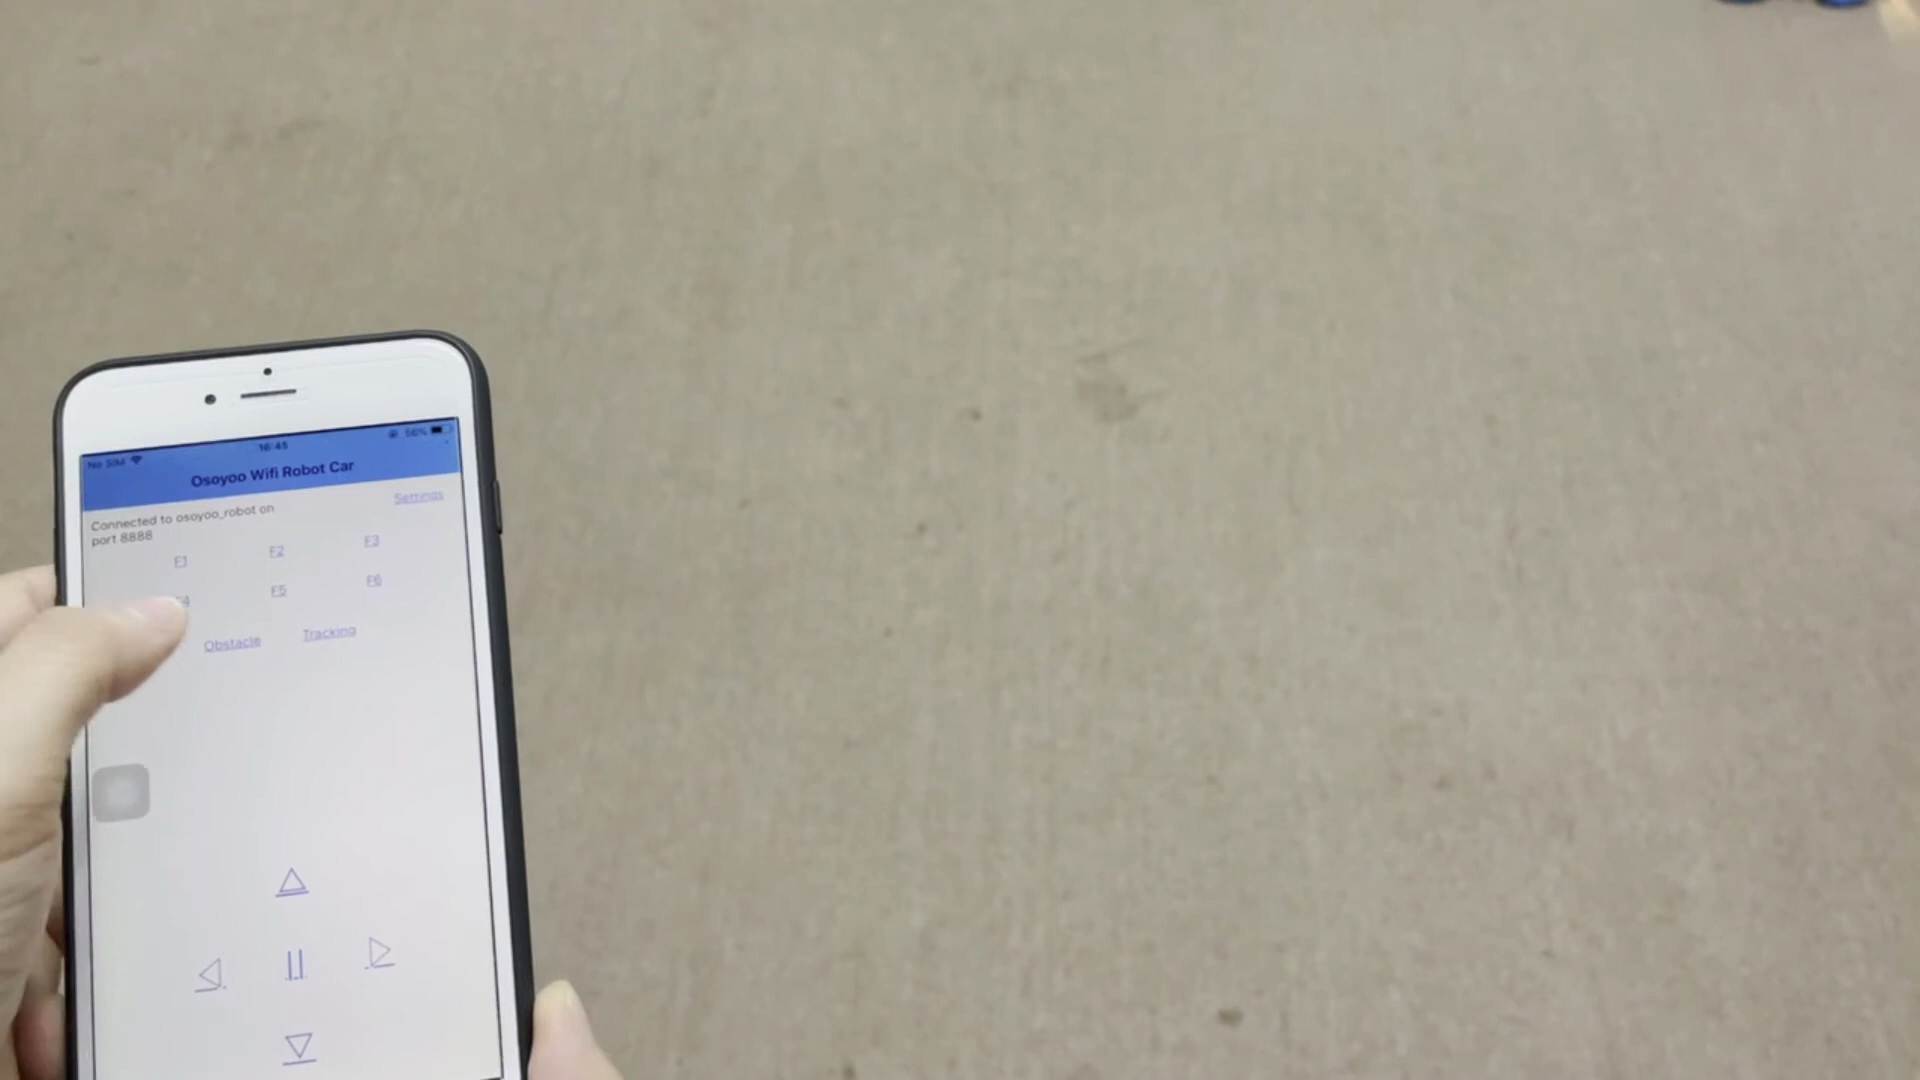 No SIM 16:45 56%
Osoyoo Wifi Robot Car
Settings
Connected to osoyoo_robot on
port 8888
F1 F2 F3
F4 F5 F6
Obstacle Tracking